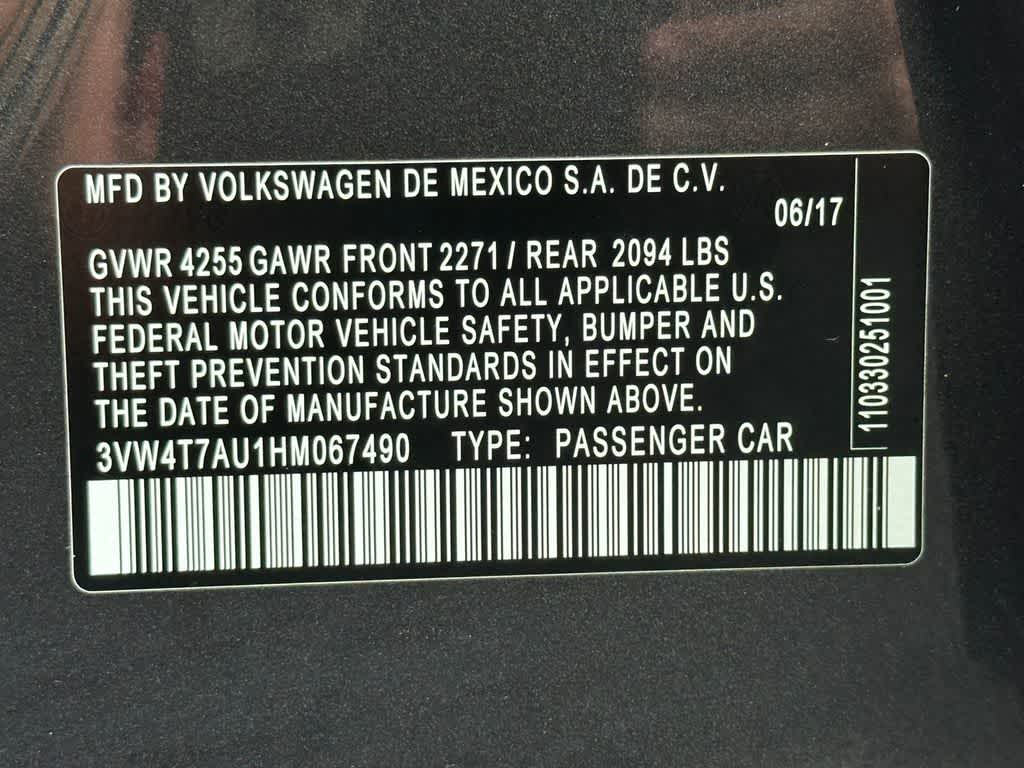 MFD BY VOLKSWAGEN DE MEXICO S.A. DE C.V.
06/17
GVWR 4255 GAWR FRONT 2271 / REAR 2094 LBS
THIS VEHICLE CONFORMS TO ALL APPLICABLE U.S.
FEDERAL MOTOR VEHICLE SAFETY, BUMPER AND
THEFT PREVENTION STANDARDS IN EFFECT ON
THE DATE OF MANUFACTURE SHOWN ABOVE.
3VW4T7AU1HM067490 TYPE: PASSENGER CAR
110330251001